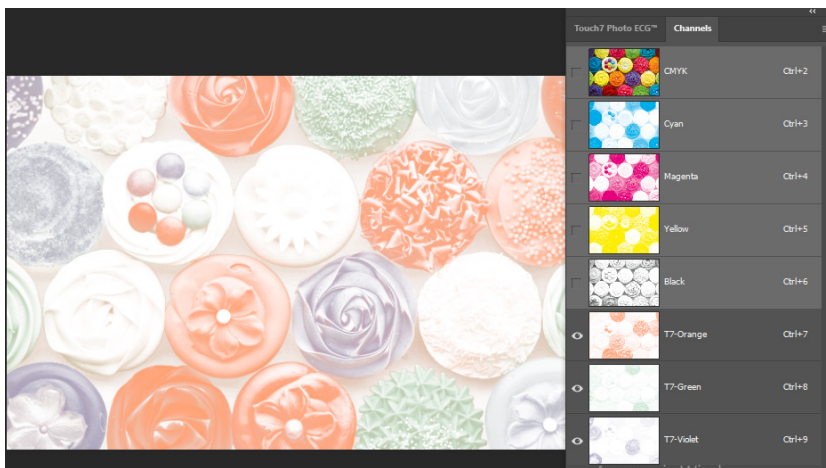 Touch7 Photo ECG™ Channels
CMYK Ctrl+2
Cyan Ctrl+3
Magenta Ctrl+4
Yellow Ctrl+5
Black Ctrl+6
T7-Orange Ctrl+7
T7-Green Ctrl+8
T7-Violet Ctrl+9